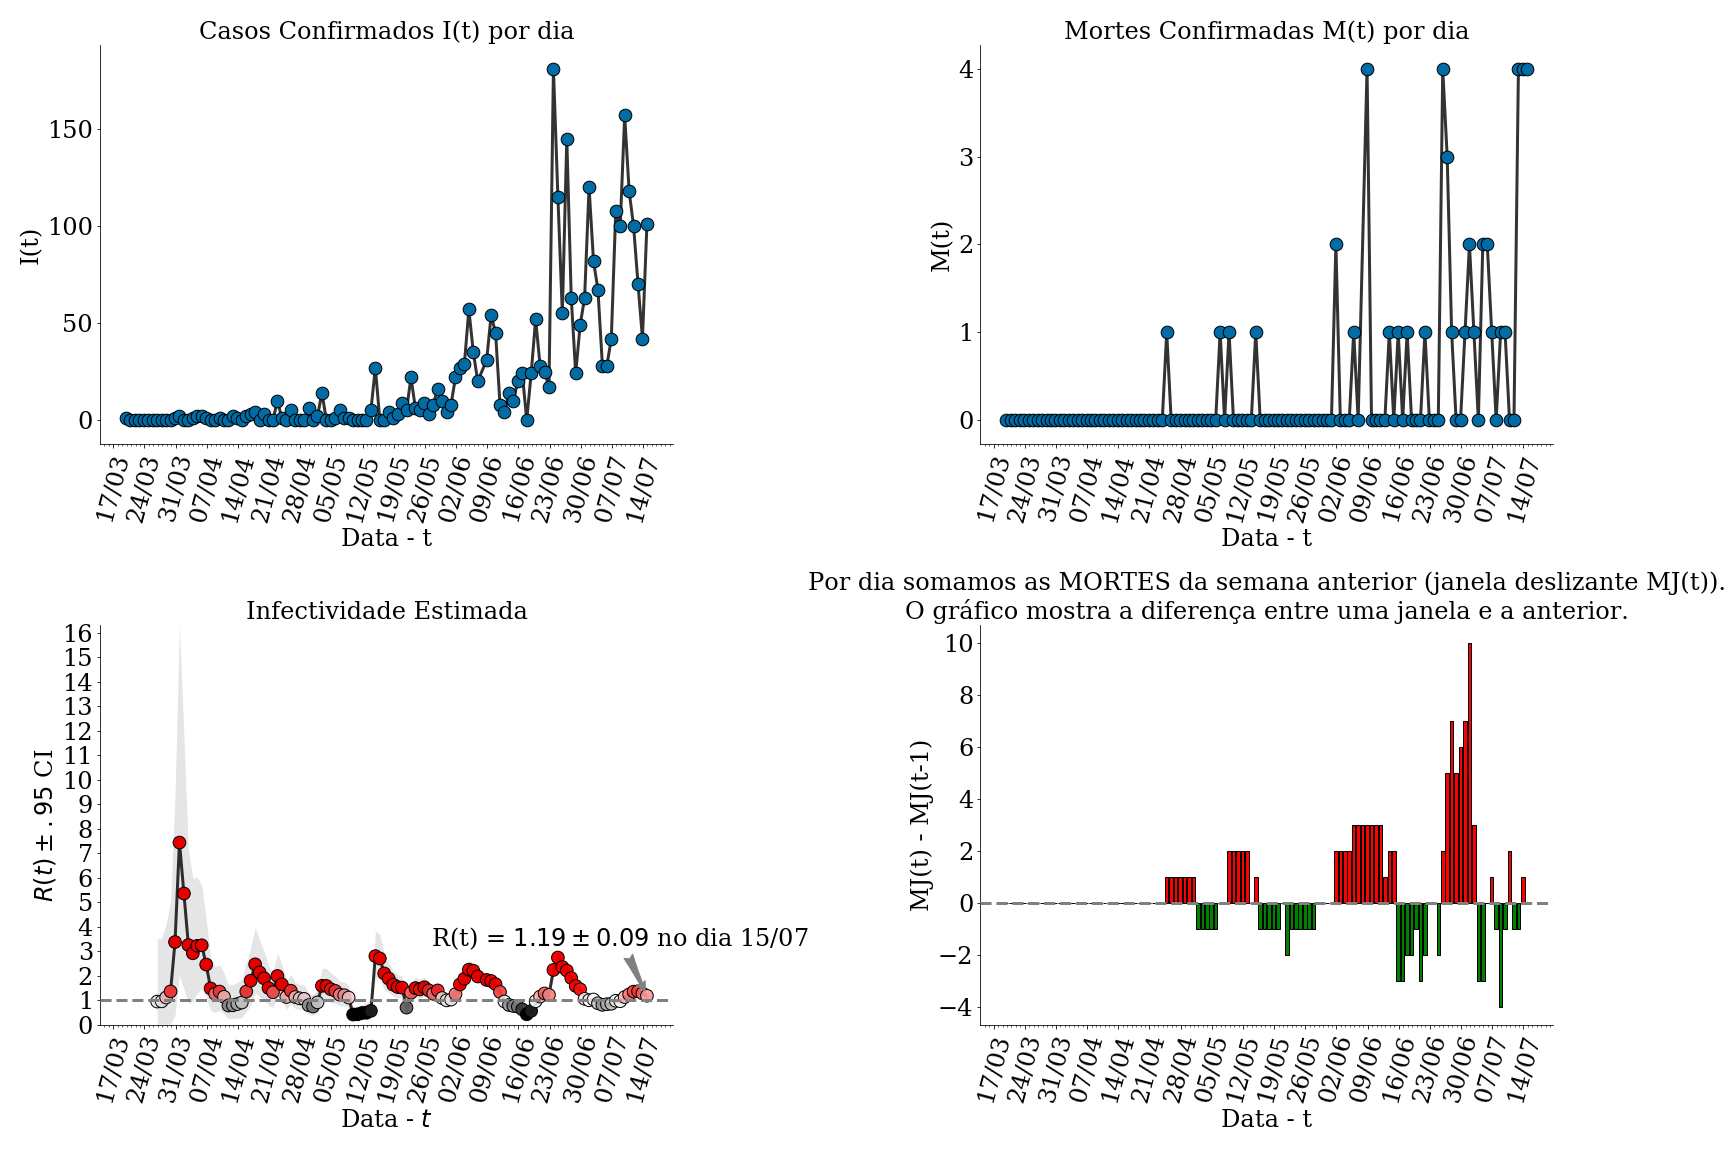 Casos Confirmados I(t) por dia
I(t)
150
100
50
0
17/03 24/03 31/03 07/04 14/04 21/04 28/04 05/05 12/05 19/05 26/05 02/06 09/06 16/06 23/06 30/06 07/07 14/07
Data - t
Mortes Confirmadas M(t) por dia
M(t)
4
3
2
1
0
17/03 24/03 31/03 07/04 14/04 21/04 28/04 05/05 12/05 19/05 26/05 02/06 09/06 16/06 23/06 30/06 07/07 14/07
Data - t
Infectividade Estimada
R(t) ± .95 CI
16
15
14
13
12
11
10
9
8
7
6
5
4
3
2
1
0
R(t) = 1.19 ± 0.09 no dia 15/07
17/03 24/03 31/03 07/04 14/04 21/04 28/04 05/05 12/05 19/05 26/05 02/06 09/06 16/06 23/06 30/06 07/07 14/07
Data - t
Por dia somamos as MORTES da semana anterior (janela deslizante MJ(t)).
O gráfico mostra a diferença entre uma janela e a anterior.
MJ(t) - MJ(t-1)
10
8
6
4
2
0
−2
−4
17/03 24/03 31/03 07/04 14/04 21/04 28/04 05/05 12/05 19/05 26/05 02/06 09/06 16/06 23/06 30/06 07/07 14/07
Data - t